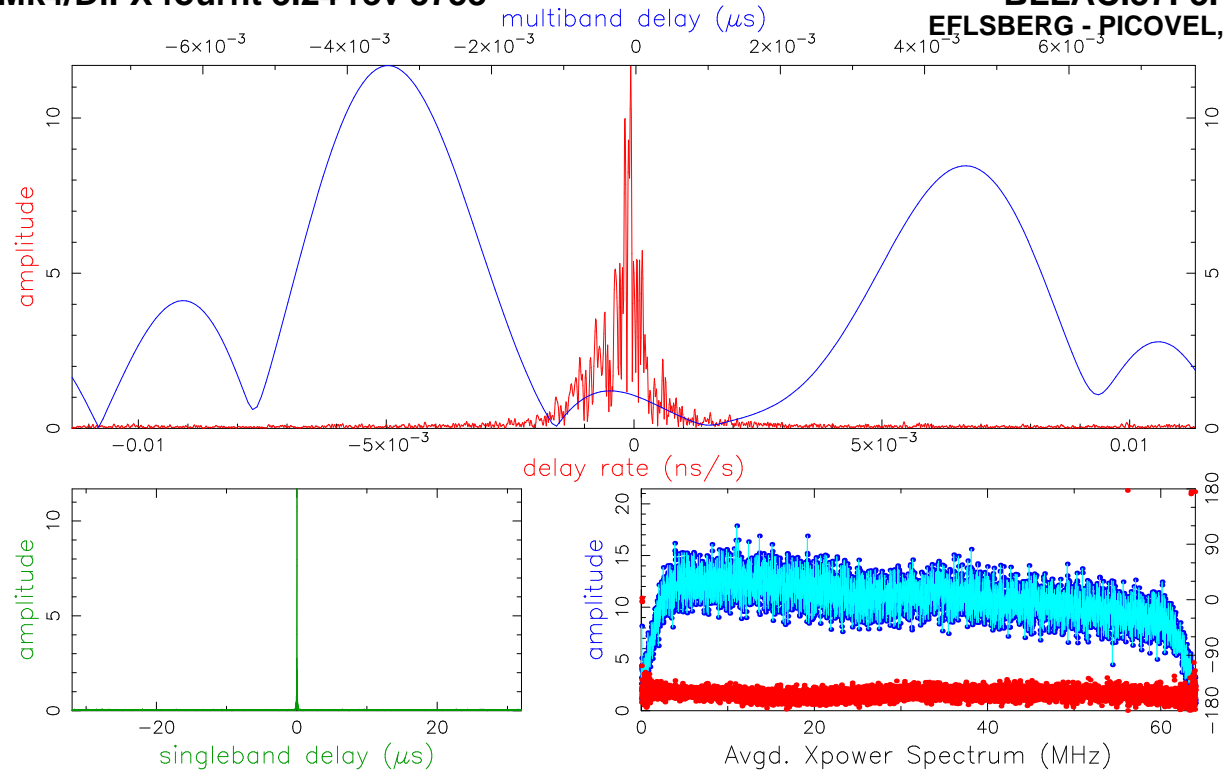 multiband delay (μs)
EFLSBERG - PICOVEL,
−6×10⁻³ −4×10⁻³ −2×10⁻³ 0 2×10⁻³ 4×10⁻³ 6×10⁻³
amplitude
0 5 10
0 5 10
−0.01 −5×10⁻³ 0 5×10⁻³ 0.01
delay rate (ns/s)
amplitude
0 5 10
−20 0 20
singleband delay (μs)
amplitude
0 5 10 15 20
−180 −90 0 90 180
0 20 40 60
Avgd. Xpower Spectrum (MHz)